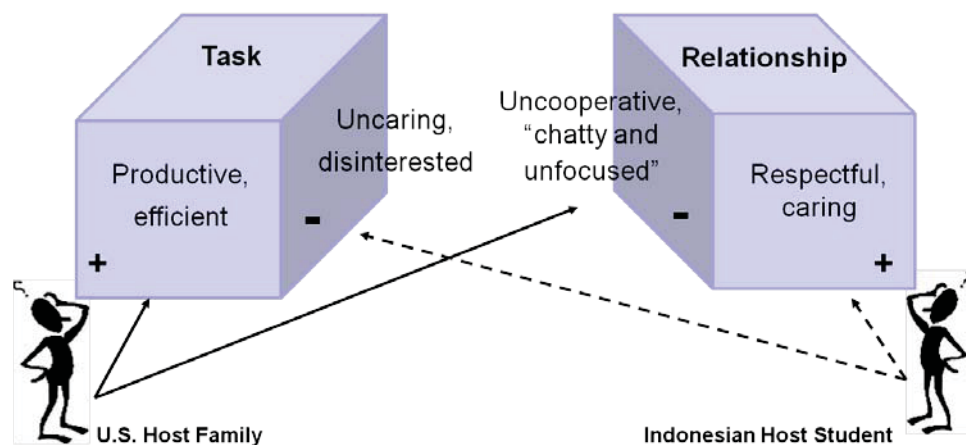 Task
Relationship
Uncaring,
disinterested
Uncooperative,
“chatty and
unfocused”
Productive,
efficient
Respectful,
caring
+
-
-
+
U.S. Host Family
Indonesian Host Student